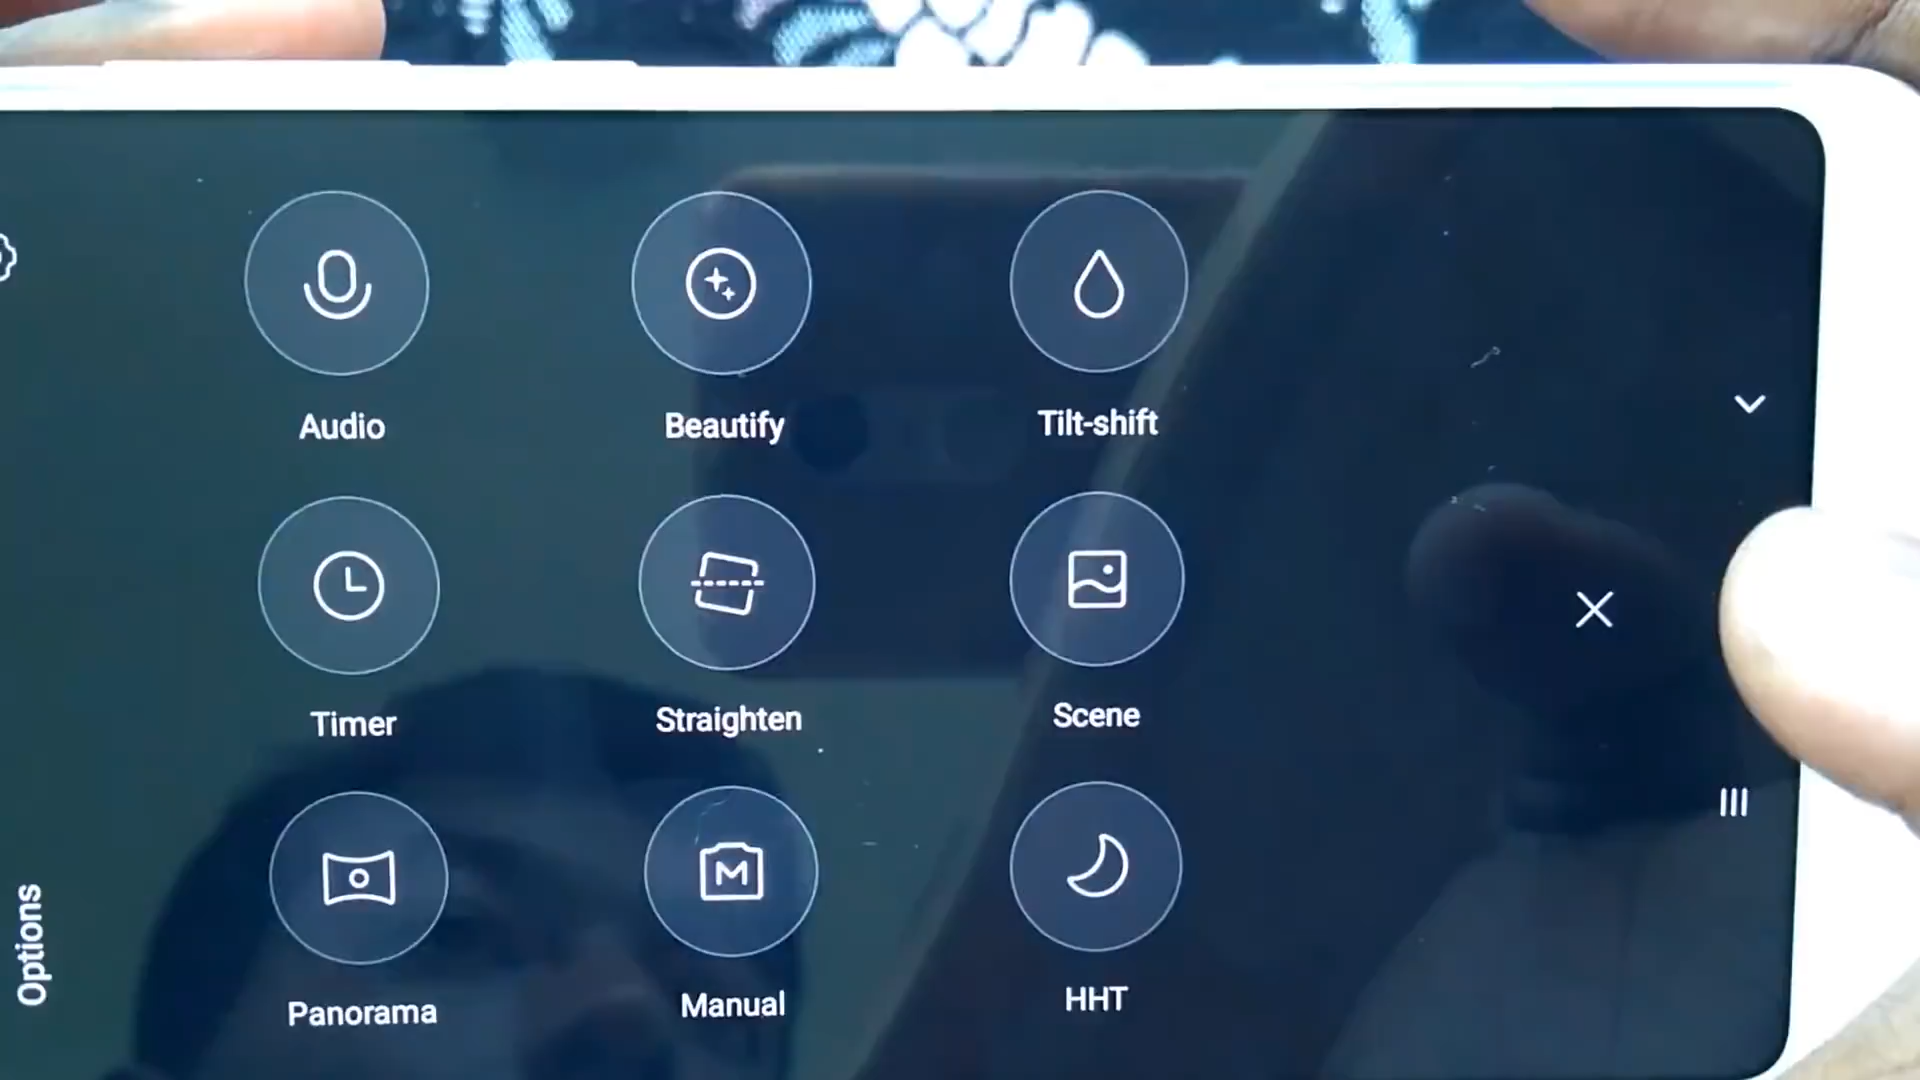 Audio
Beautify
Tilt-shift
Timer
Straighten
Scene
Panorama
Manual
HHT
Options